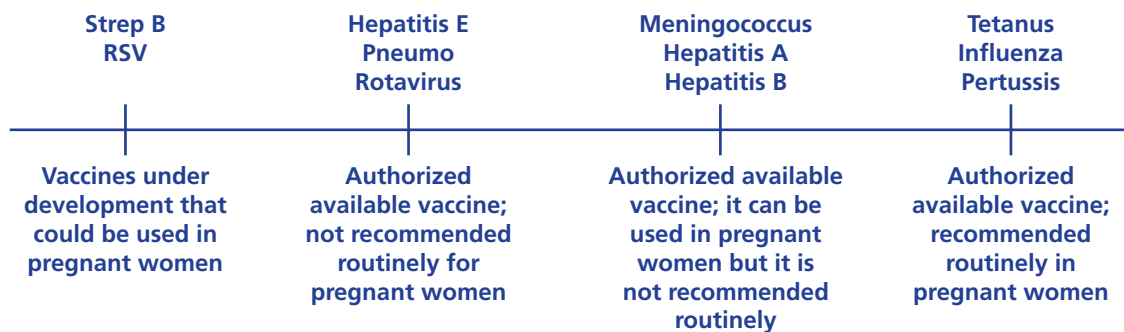 Strep B
RSV
Hepatitis E
Pneumo
Rotavirus
Meningococcus
Hepatitis A
Hepatitis B
Tetanus
Influenza
Pertussis
Vaccines under
development that
could be used in
pregnant women
Authorized
available vaccine;
not recommended
routinely for
pregnant women
Authorized available
vaccine; it can be
used in pregnant
women but it is
not recommended
routinely
Authorized
available vaccine;
recommended
routinely in
pregnant women